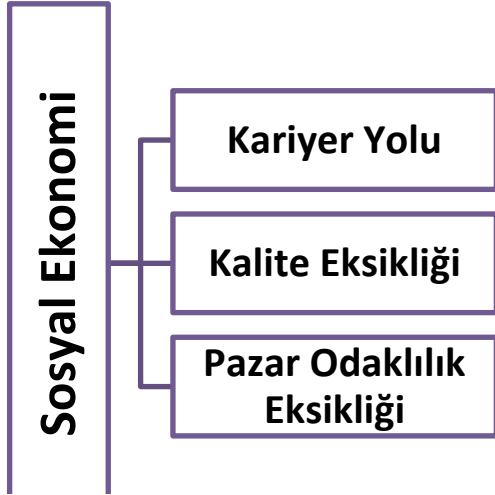 Sosyal Ekonomi
Kariyer Yolu
Kalite Eksikliği
Pazar Odaklılık
Eksikliği